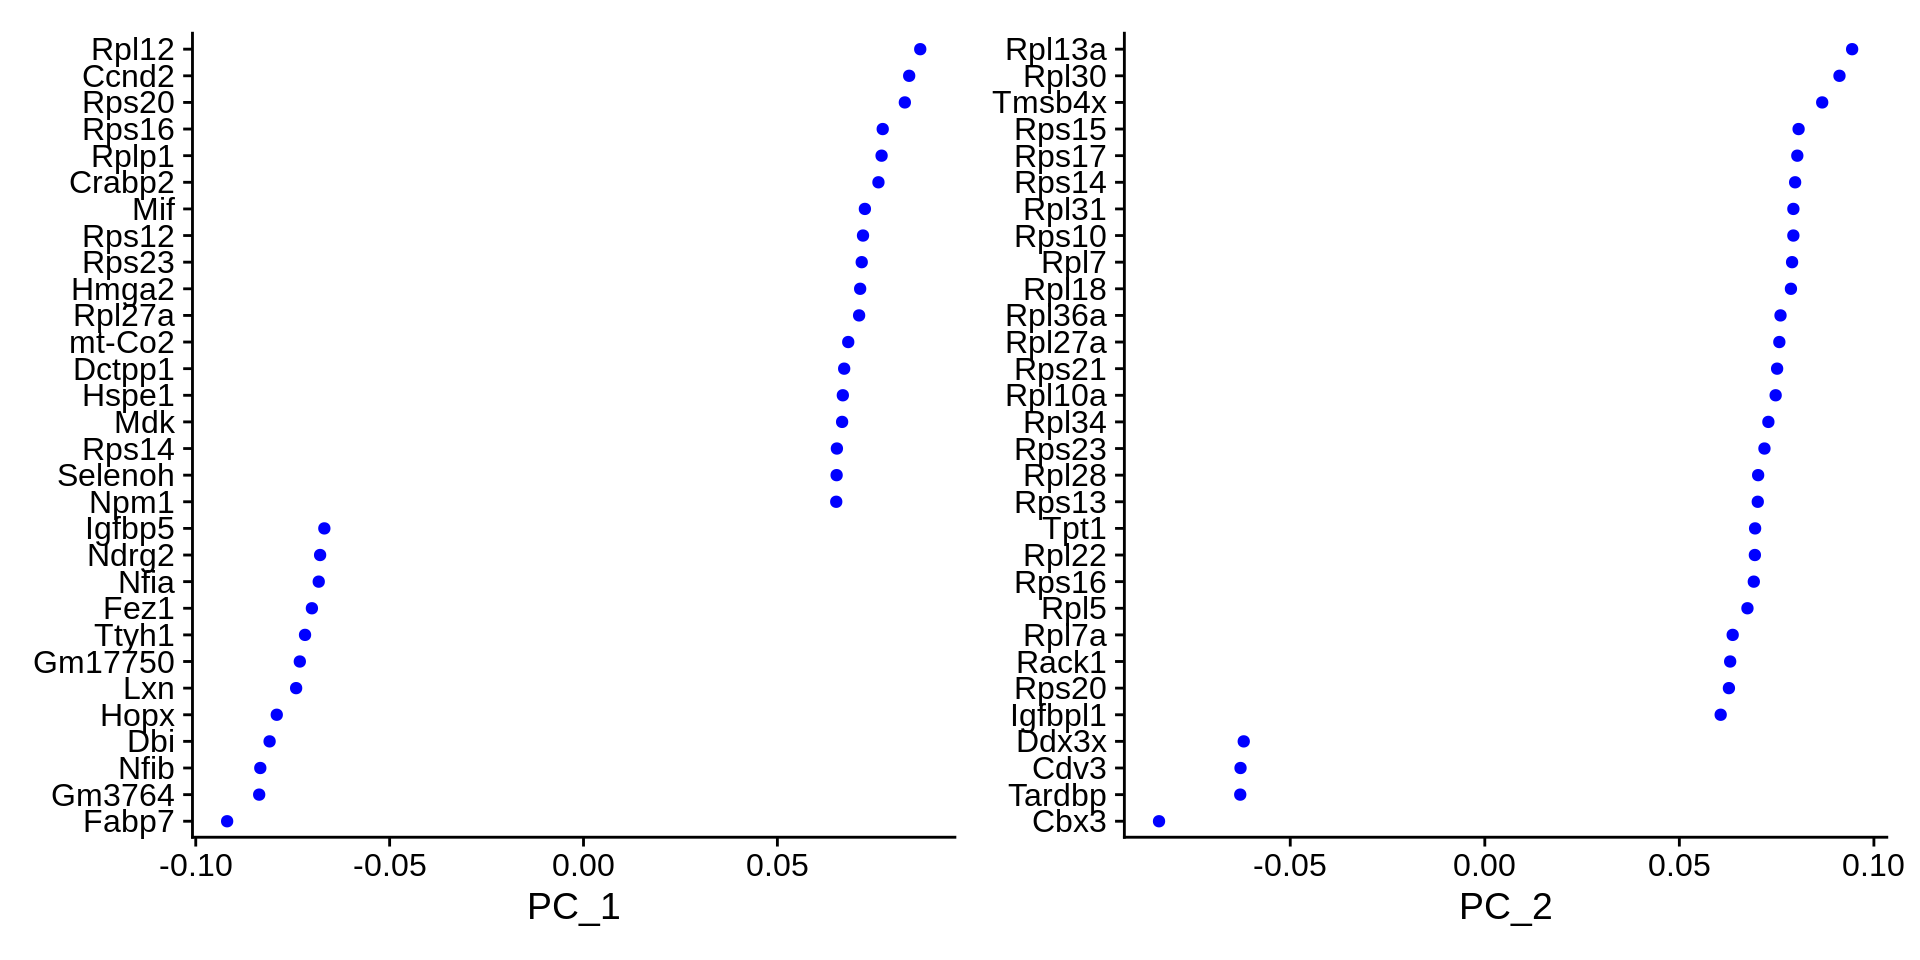 Rpl12
Ccnd2
Rps20
Rps16
Rplp1
Crabp2
Mif
Rps12
Rps23
Hmga2
Rpl27a
mt-Co2
Dctpp1
Hspe1
Mdk
Rps14
Selenoh
Npm1
Igfbp5
Ndrg2
Nfia
Fez1
Ttyh1
Gm17750
Lxn
Hopx
Dbi
Nfib
Gm3764
Fabp7
-0.10 -0.05 0.00 0.05
PC_1
Rpl13a
Rpl30
Tmsb4x
Rps15
Rps17
Rps14
Rpl31
Rps10
Rpl7
Rpl18
Rpl36a
Rpl27a
Rps21
Rpl10a
Rpl34
Rps23
Rpl28
Rps13
Tpt1
Rpl22
Rps16
Rpl5
Rpl7a
Rack1
Rps20
Igfbpl1
Ddx3x
Cdv3
Tardbp
Cbx3
-0.05 0.00 0.05 0.10
PC_2